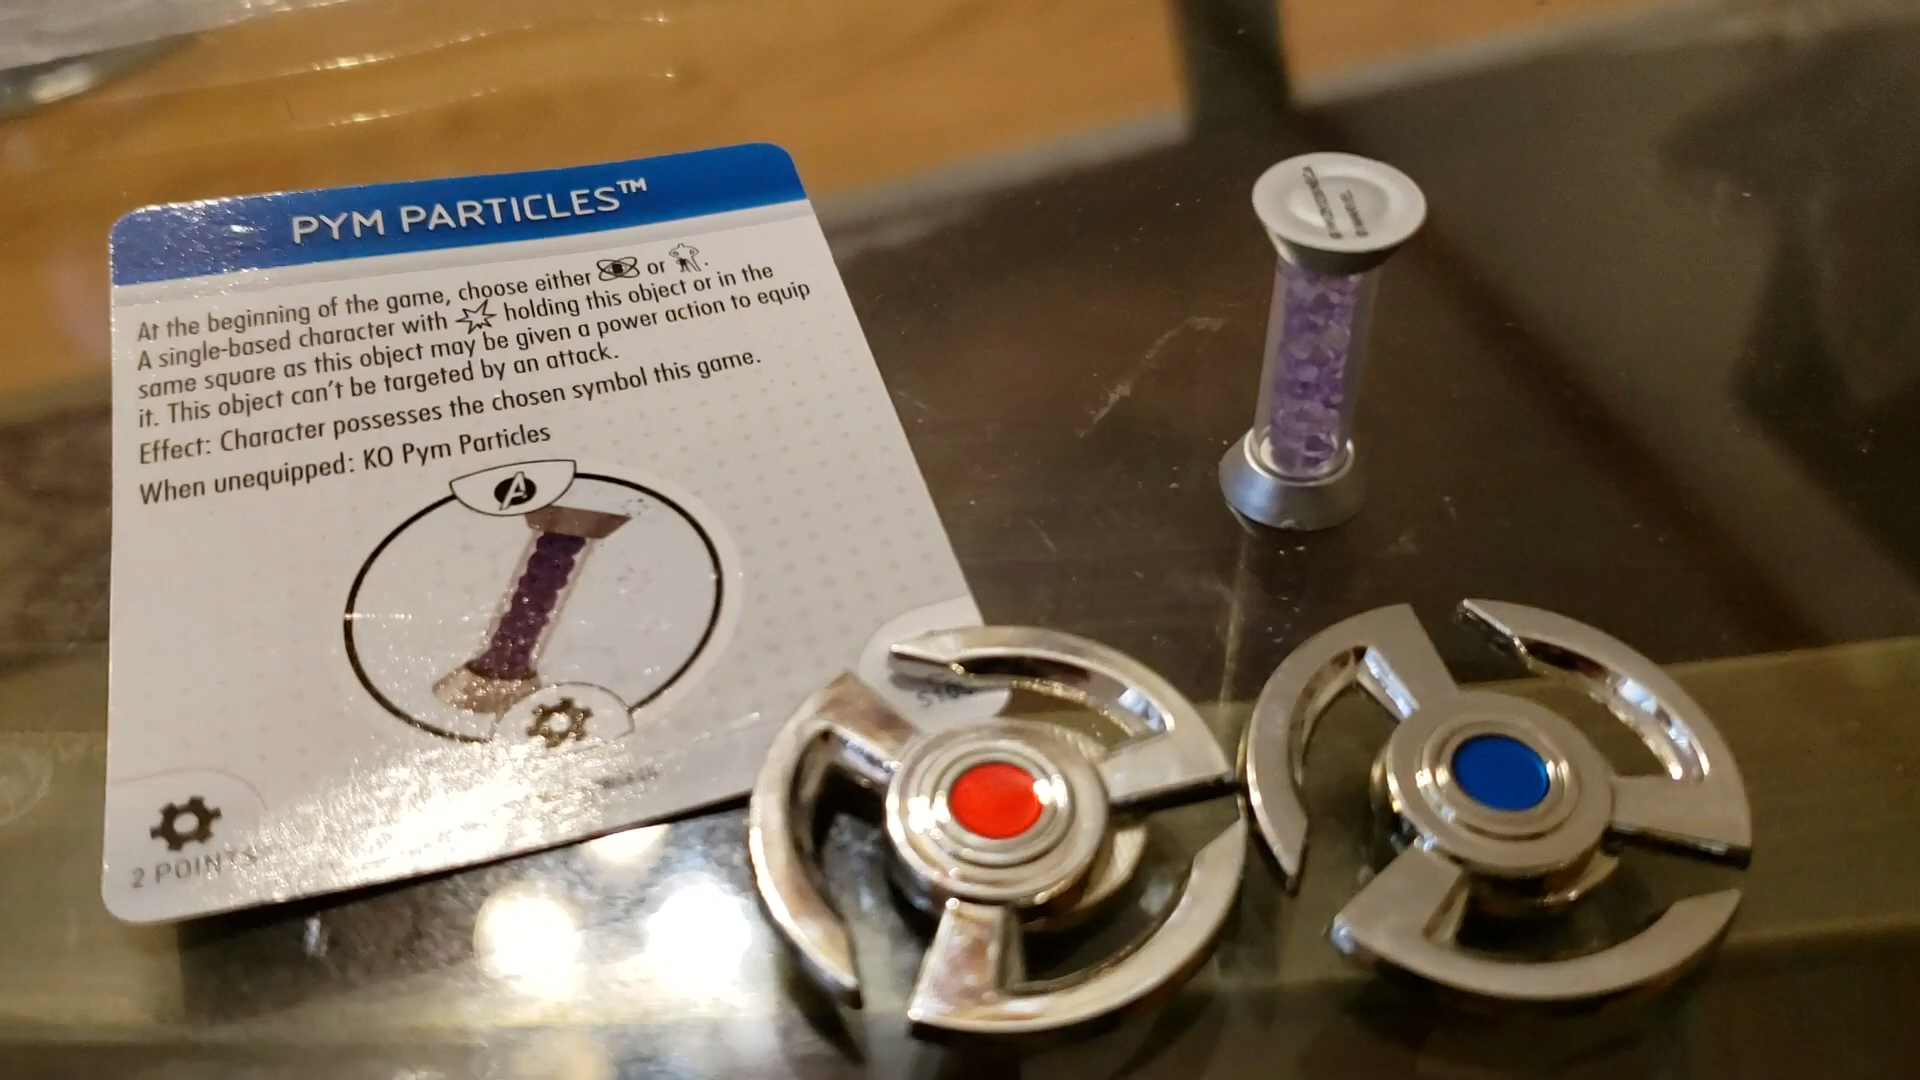 PYM PARTICLES™
At the beginning of the game, choose either or .
A single-based character with holding this object or in the
same square as this object may be given a power action to equip
it. This object can't be targeted by an attack.
Effect: Character possesses the chosen symbol this game.
When unequipped: KO Pym Particles
2 POINTS